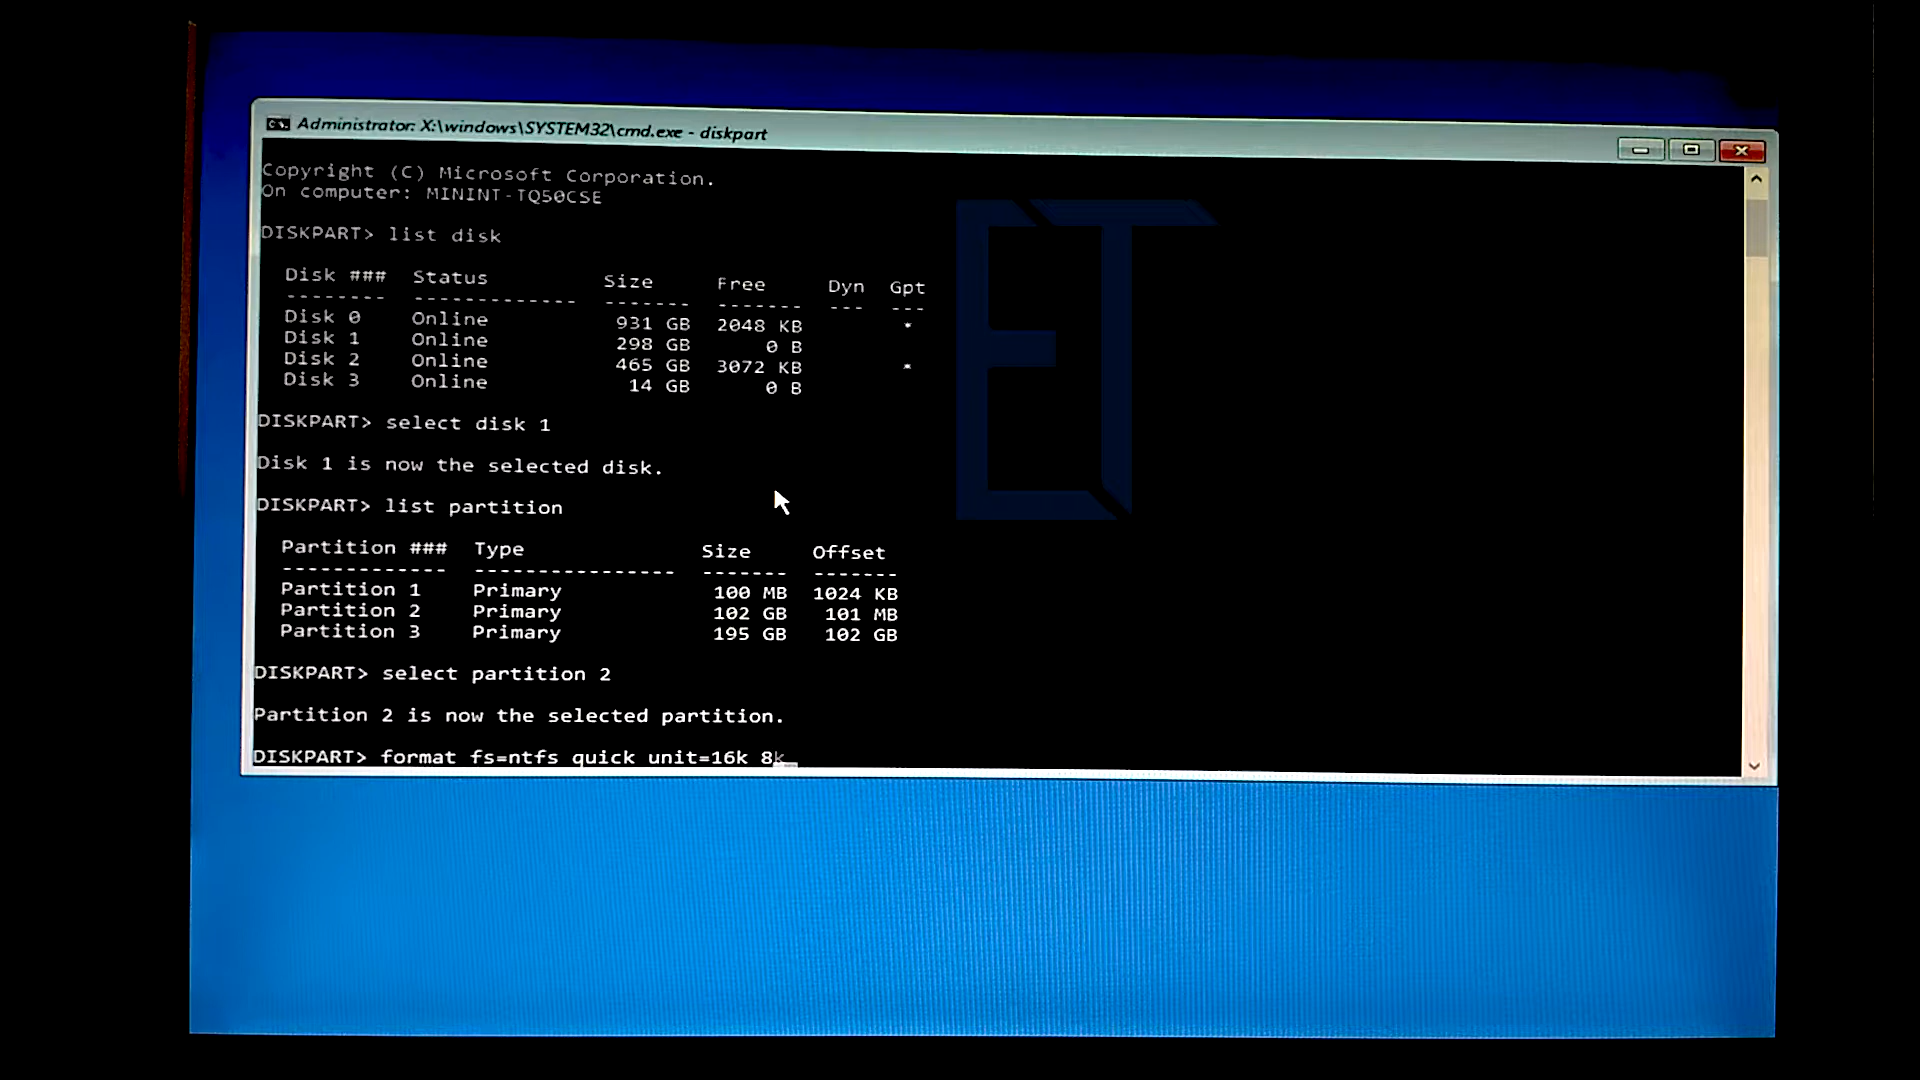 Administrator: X:\windows\SYSTEM32\cmd.exe - diskpart
Copyright (C) Microsoft Corporation.
On computer: MININT-TQ50CSE
DISKPART> list disk
Disk ### Status Size Free Dyn Gpt
-------- ------------- ------- ------- --- ---
Disk 0 Online 931 GB 2048 KB *
Disk 1 Online 298 GB 0 B
Disk 2 Online 465 GB 3072 KB *
Disk 3 Online 14 GB 0 B
DISKPART> select disk 1
Disk 1 is now the selected disk.
DISKPART> list partition
Partition ### Type Size Offset
------------- ---------------- ------- -------
Partition 1 Primary 100 MB 1024 KB
Partition 2 Primary 102 GB 101 MB
Partition 3 Primary 195 GB 102 GB
DISKPART> select partition 2
Partition 2 is now the selected partition.
DISKPART> format fs=ntfs quick unit=16k 8k
ET